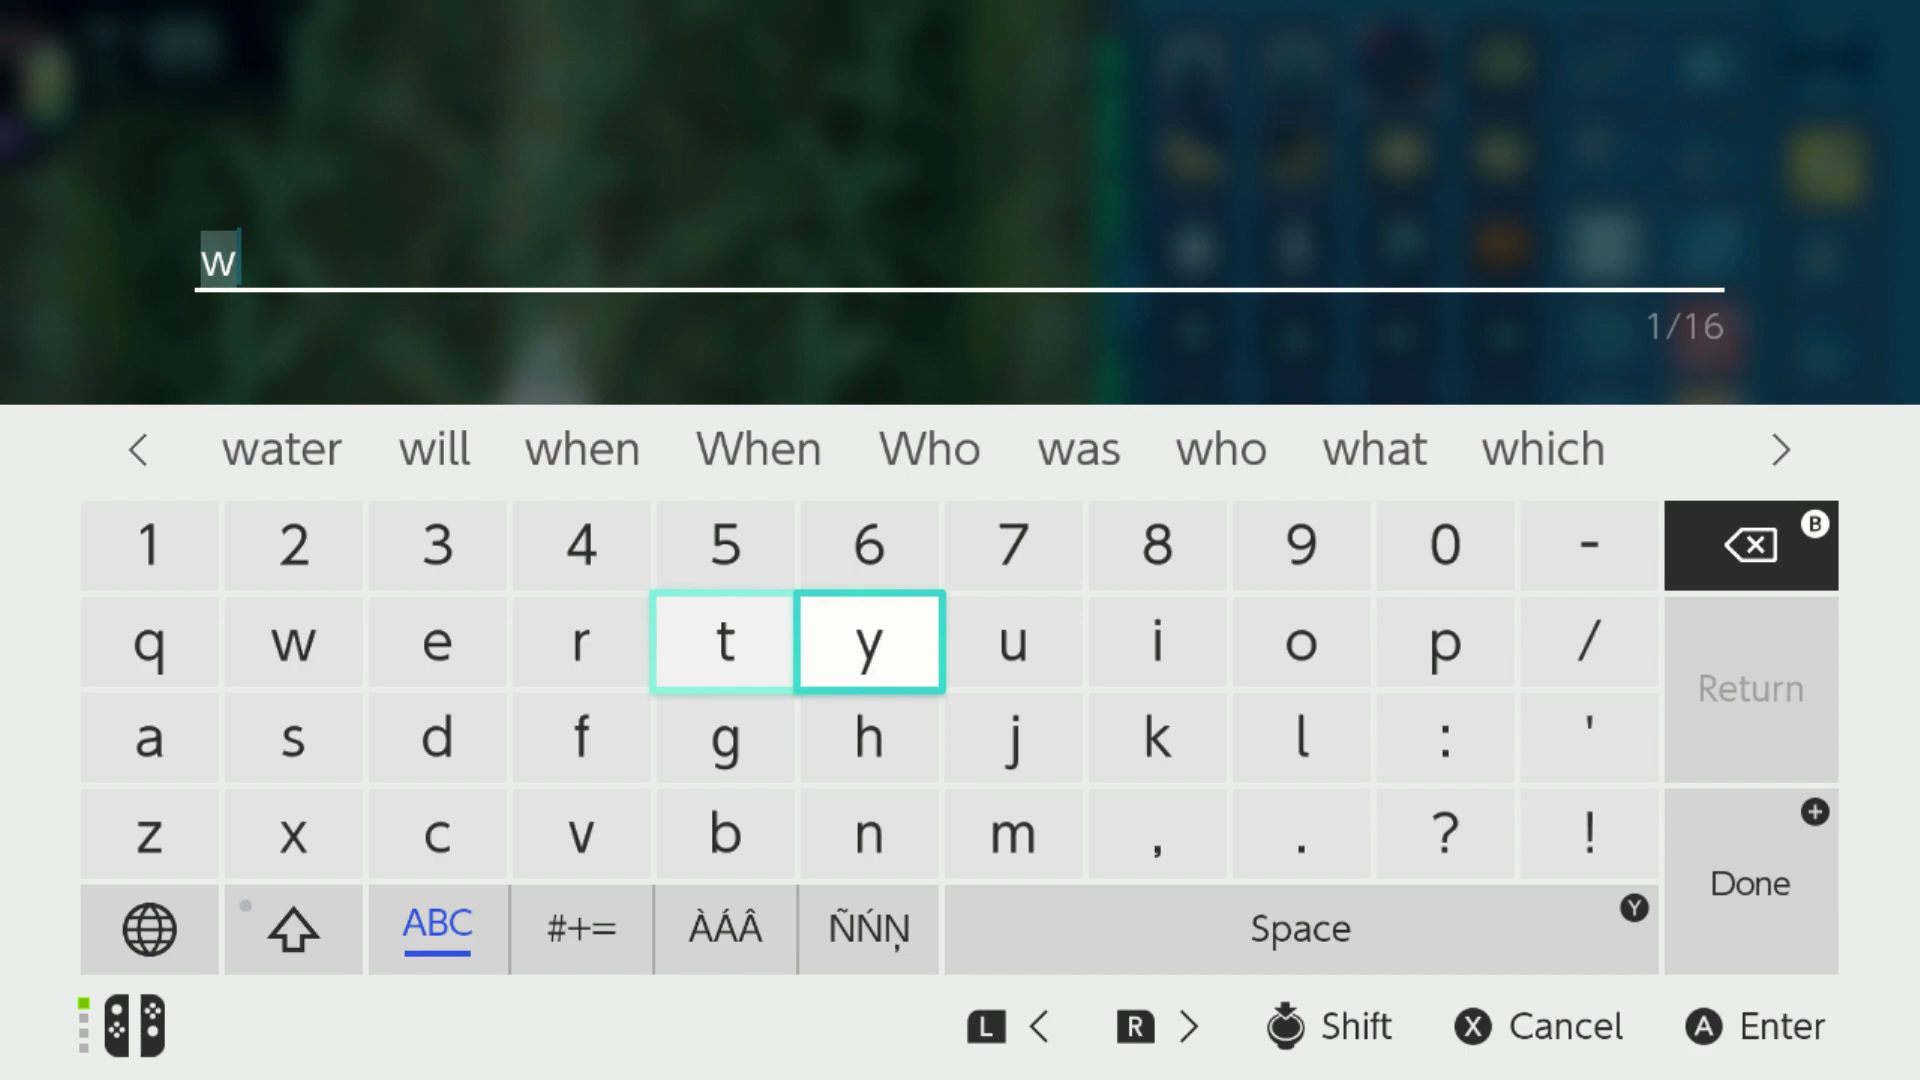 w
1/16
< water will when When Who was who what which >
1 2 3 4 5 6 7 8 9 0 - B
q w e r t y u i o p /
Return
a s d f g h j k l : '
z x c v b n m , . ? ! +
Done
ABC #+= ÀÁÂ ÑŃŅ Space Y
L < R > Shift X Cancel A Enter